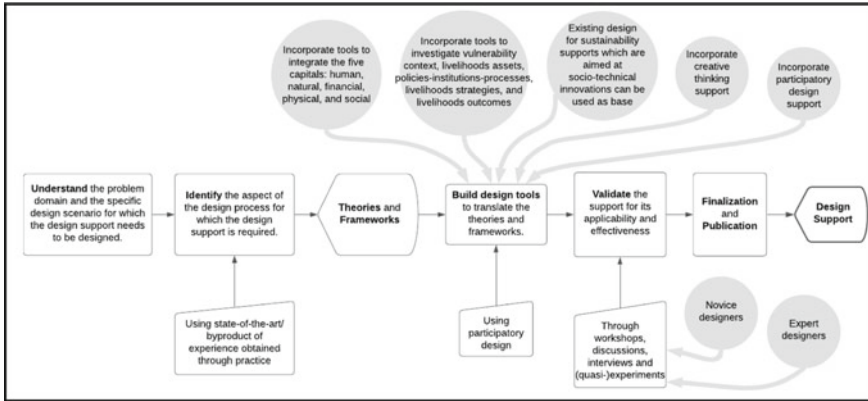 Incorporate tools to
integrate the five
capitals: human,
natural, financial,
physical, and social
Incorporate tools to
investigate vulnerability
context, livelihoods assets,
policies-institutions-processes,
livelihoods strategies, and
livelihoods outcomes
Existing design
for sustainability
supports which are
aimed at
socio-technical
innovations can be
used as base
Incorporate
creative
thinking
support
Incorporate
participatory
design
support
Understand the problem
domain and the specific
design scenario for which
the design support needs
to be designed.
Identify the aspect of
the design process for
which the design
support is required.
Theories and
Frameworks
Build design tools
to translate the
theories and
frameworks.
Validate the
support for its
applicability and
effectiveness
Finalization
and
Publication
Design
Support
Using state-of-the-art/
byproduct of
experience obtained
through practice
Using
participatory
design
Through
workshops,
discussions,
interviews and
(quasi-)experiments
Novice
designers
Expert
designers